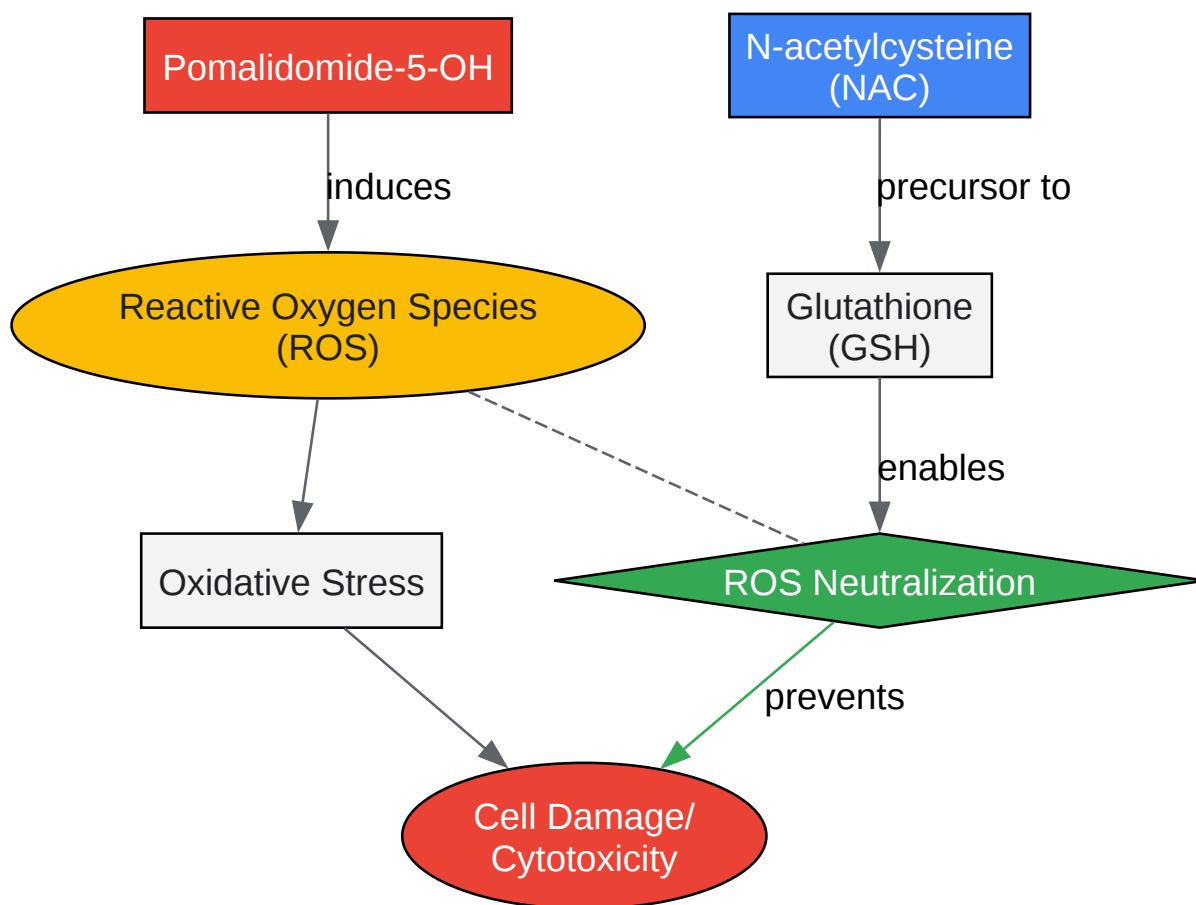 Pomalidomide-5-OH
N-acetylcysteine
(NAC)
induces
precursor to
Reactive Oxygen Species
(ROS)
Glutathione
(GSH)
enables
Oxidative Stress
ROS Neutralization
prevents
Cell Damage/
Cytotoxicity